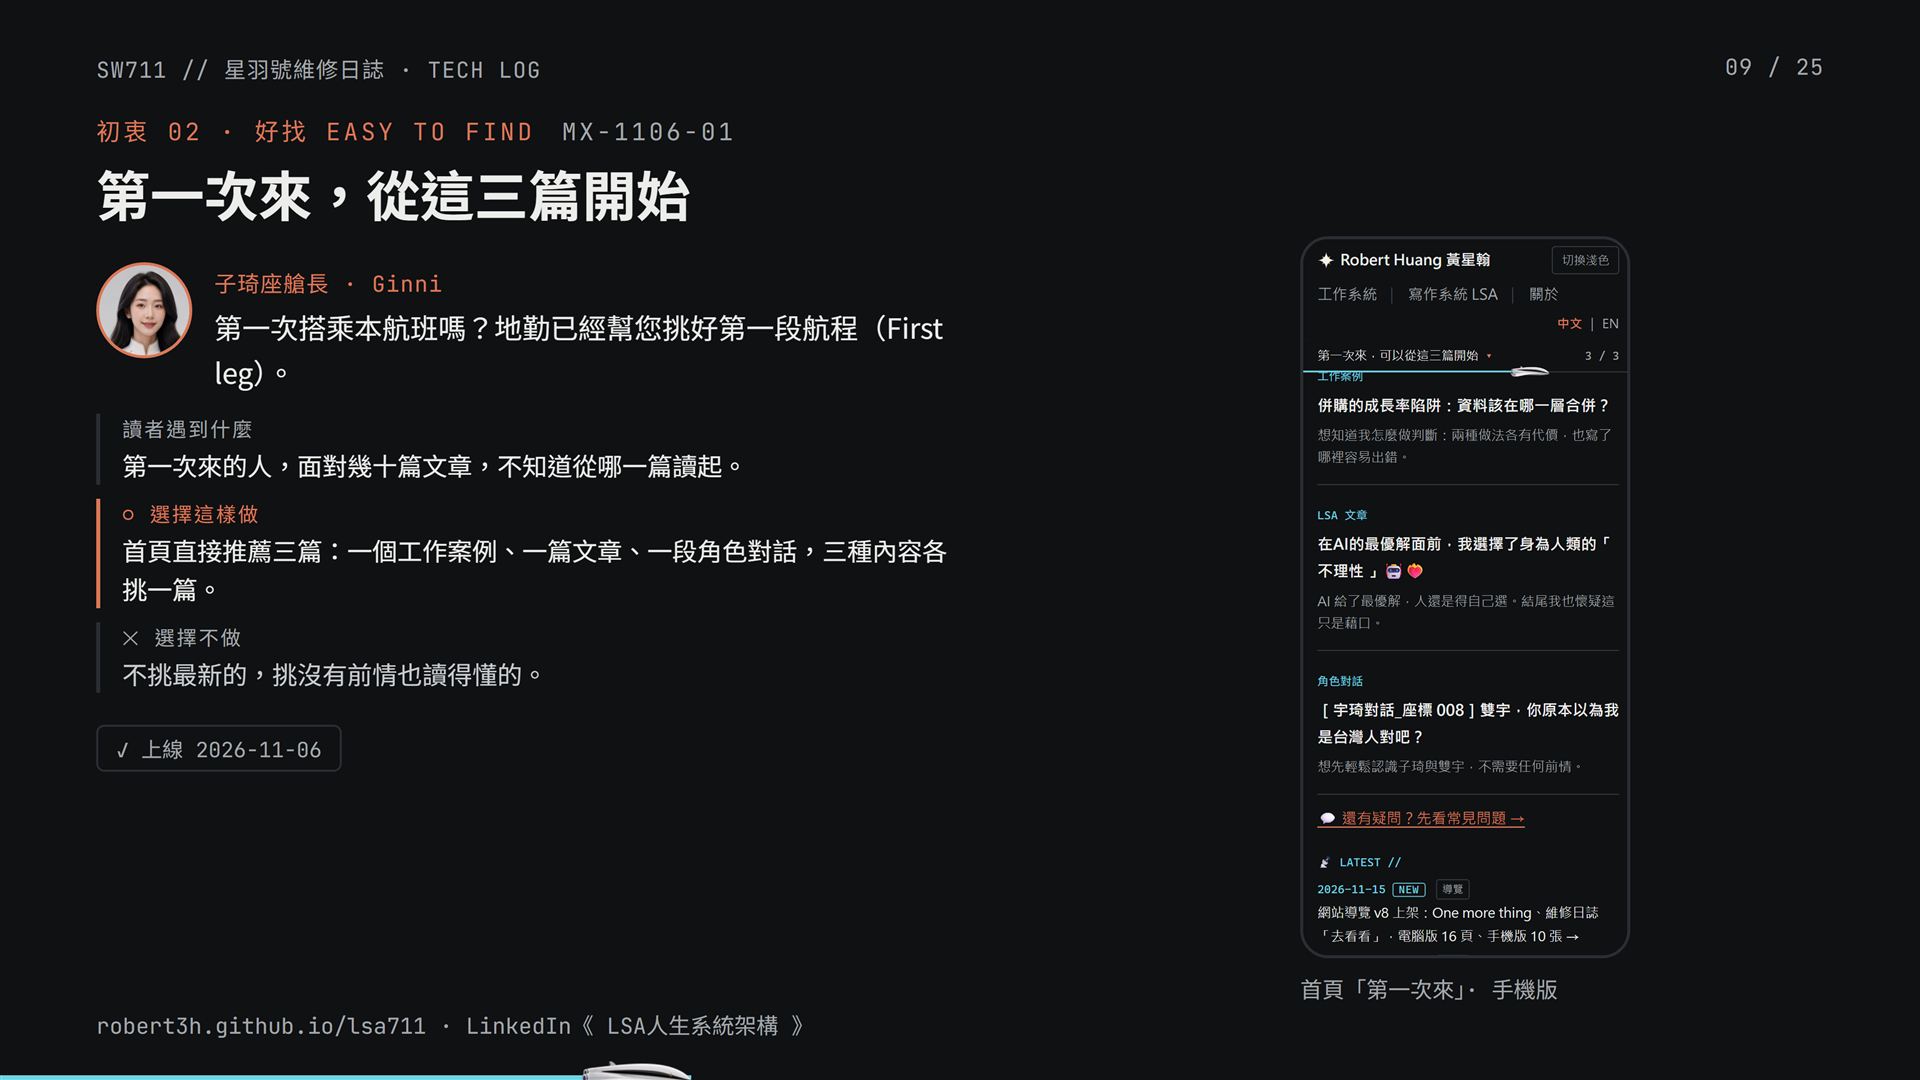 SW711 // 星羽號維修日誌 · TECH LOG
09 / 25
初衷 02 · 好找 EASY TO FIND MX-1106-01
第一次來，從這三篇開始
子琦座艙長 · Ginni
第一次搭乘本航班嗎？地勤已經幫您挑好第一段航程（First
leg）。
讀者遇到什麼
第一次來的人，面對幾十篇文章，不知道從哪一篇讀起。
○ 選擇這樣做
首頁直接推薦三篇：一個工作案例、一篇文章、一段角色對話，三種內容各
挑一篇。
✕ 選擇不做
不挑最新的，挑沒有前情也讀得懂的。
✓ 上線 2026-11-06
✦ Robert Huang 黃星翰
切換淺色
工作系統 | 寫作系統 LSA | 關於
中文 | EN
第一次來，可以從這三篇開始 ▾
3 / 3
工作案例
併購的成長率陷阱：資料該在哪一層合併？
想知道我怎麼做判斷：兩種做法各有代價，也寫了
哪裡容易出錯。
LSA 文章
在AI的最優解面前，我選擇了身為人類的「
不理性 」🤖❤️
AI 給了最優解，人還是得自己選。結尾我也懷疑這
只是藉口。
角色對話
［宇琦對話_座標 008］雙宇，你原本以為我
是台灣人對吧？
想先輕鬆認識子琦與雙宇，不需要任何前情。
💬 還有疑問？先看常見問題 →
LATEST //
2026-11-15 NEW 導覽
網站導覽 v8 上架：One more thing、維修日誌
「去看看」，電腦版 16 頁、手機版 10 張 →
首頁「第一次來」· 手機版
robert3h.github.io/lsa711 · LinkedIn《 LSA人生系統架構 》